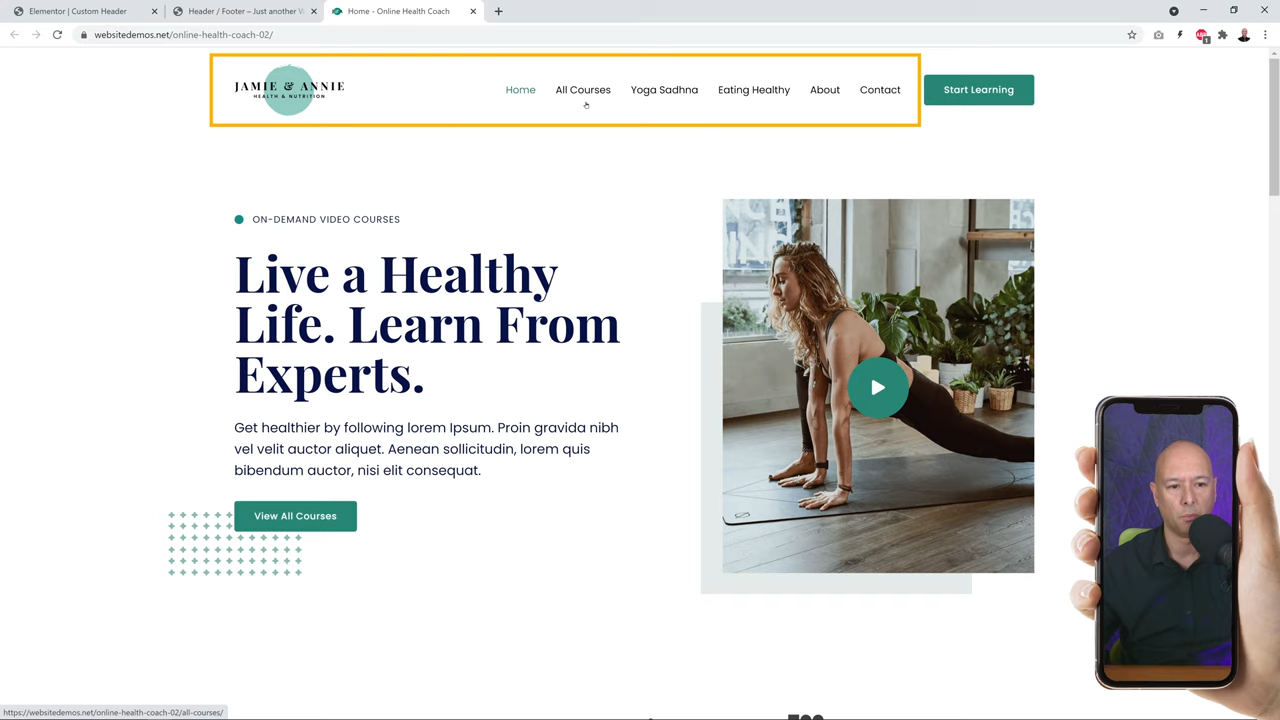 Elementor | Custom Header
Header / Footer – Just another W
Home - Online Health Coach
websitedemos.net/online-health-coach-02/
JAMIE & ANNIE
HEALTH & NUTRITION
Home
All Courses
Yoga Sadhna
Eating Healthy
About
Contact
Start Learning
ON-DEMAND VIDEO COURSES
Live a Healthy
Life. Learn From
Experts.
Get healthier by following lorem Ipsum. Proin gravida nibh
vel velit auctor aliquet. Aenean sollicitudin, lorem quis
bibendum auctor, nisi elit consequat.
View All Courses
https://websitedemos.net/online-health-coach-02/all-courses/